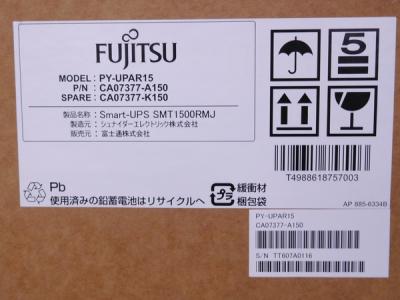 FUJITSU
MODEL: PY-UPAR15
P/N CA07377-A150
SPARE: CA07377-K150
製品名称: Smart-UPS SMT1500RMJ
製造元: シュナイダーエレクトリック株式会社
販売元: 富士通株式会社
5
T4988618757003
Pb
使用済みの鉛蓄電池はリサイクルへ
プラ
緩衝材
梱包袋
AP 885-6334B
PY-UPAR15
CA07377-A150
S/N TT607A0116